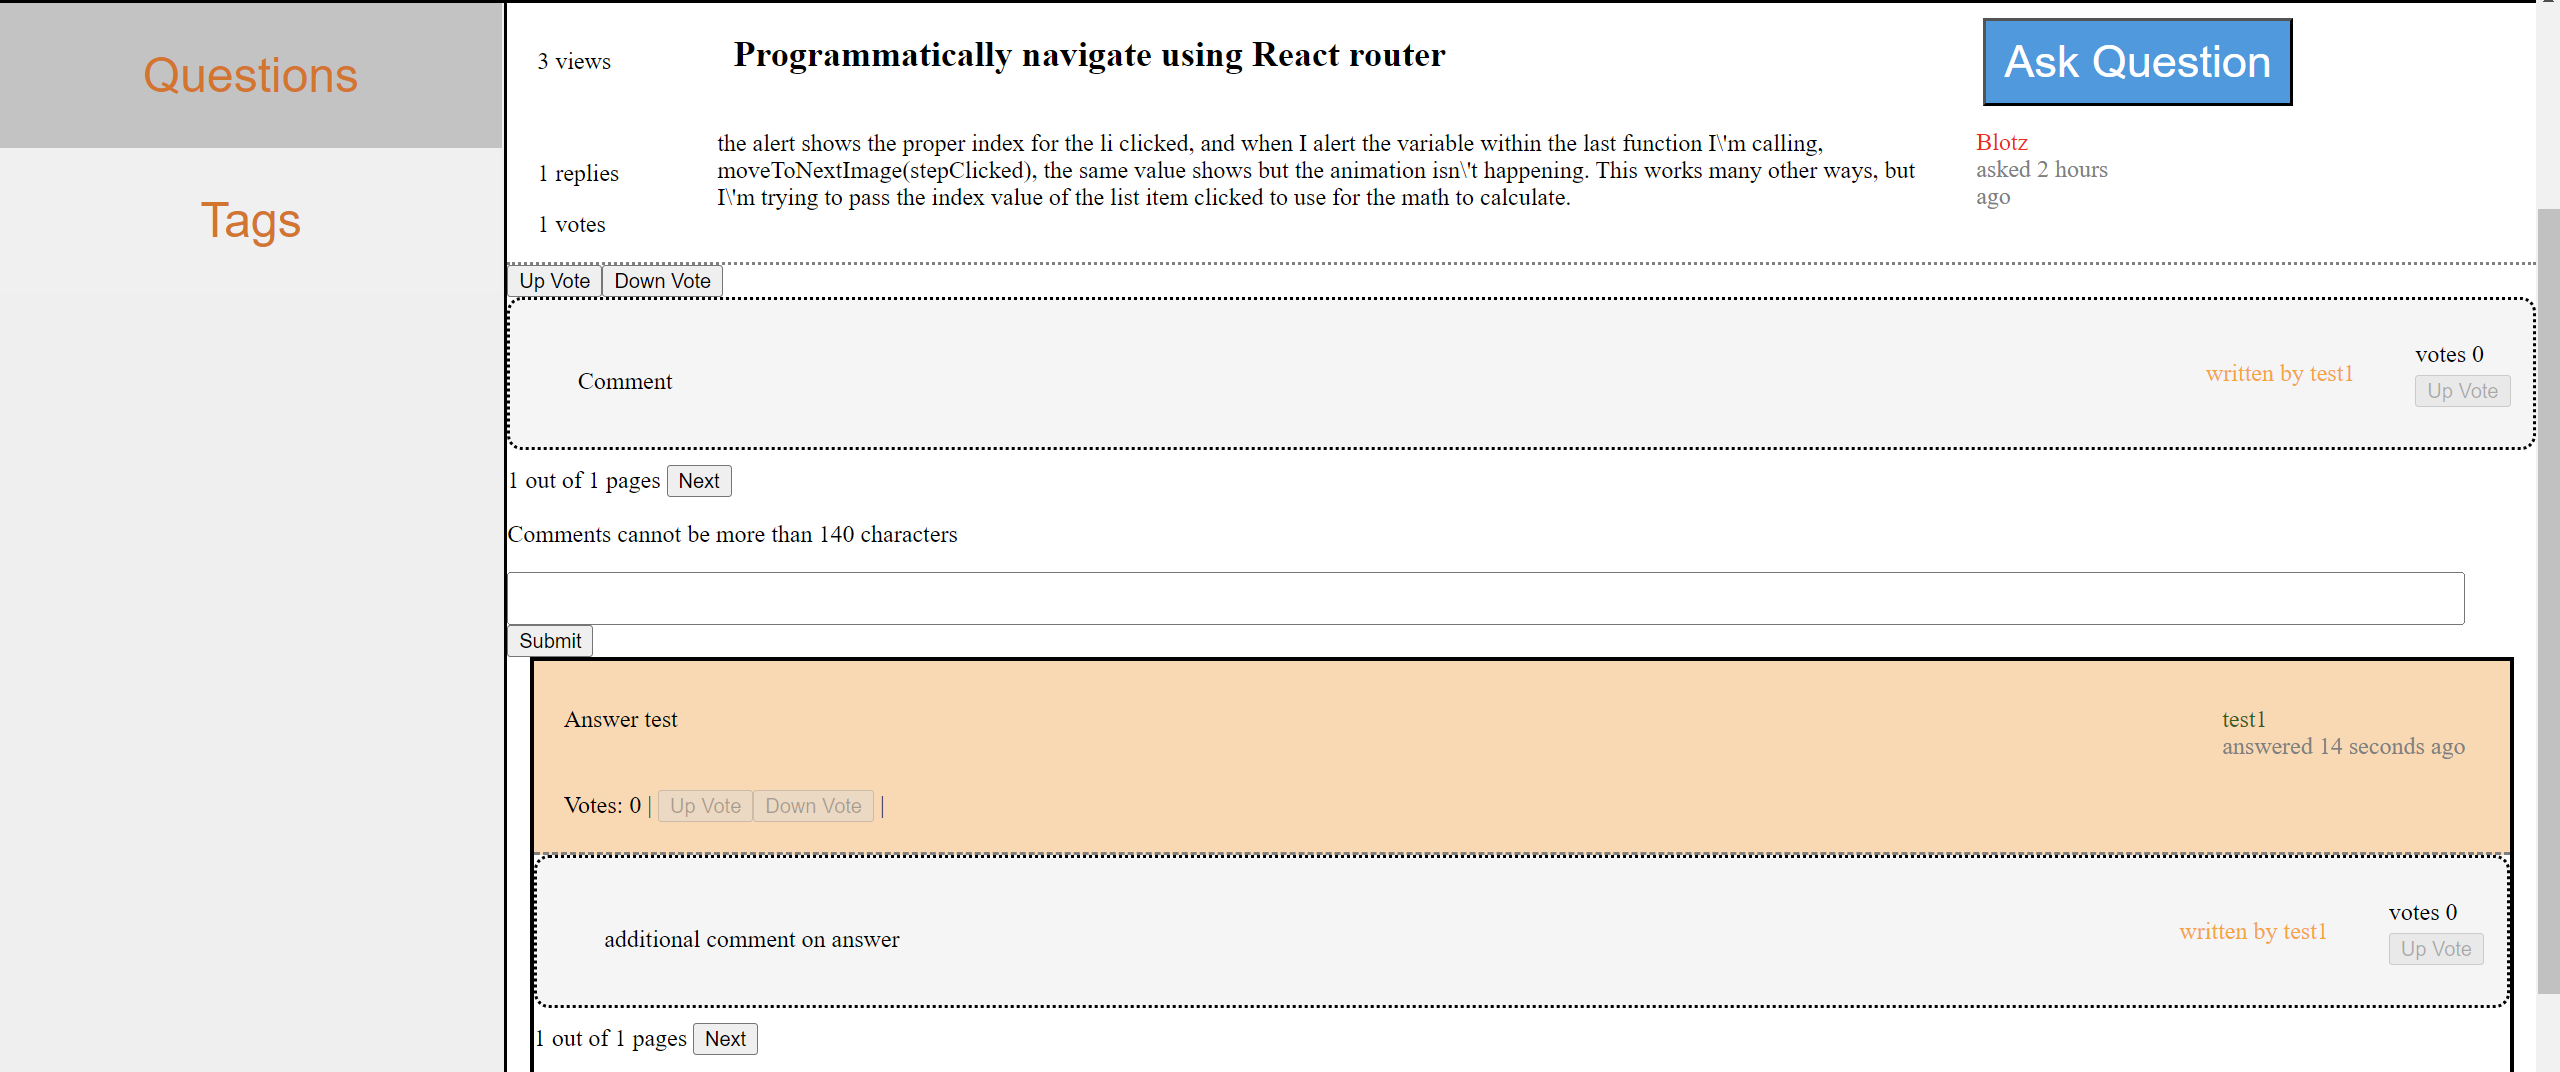 Questions
Tags
3 views
Programmatically navigate using React router
Ask Question
1 replies
1 votes
the alert shows the proper index for the li clicked, and when I alert the variable within the last function I\'m calling,
moveToNextImage(stepClicked), the same value shows but the animation isn\'t happening. This works many other ways, but
I\'m trying to pass the index value of the list item clicked to use for the math to calculate.
Blotz
asked 2 hours
ago
Up Vote Down Vote
Comment
written by test1
votes 0
Up Vote
1 out of 1 pages Next
Comments cannot be more than 140 characters
Submit
Answer test
test1
answered 14 seconds ago
Votes: 0 | Up Vote Down Vote |
additional comment on answer
written by test1
votes 0
Up Vote
1 out of 1 pages Next